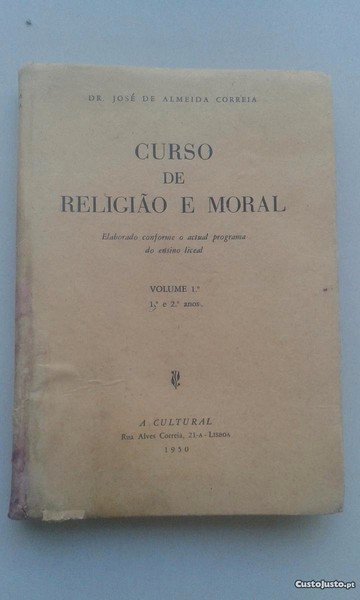 DR. JOSÉ DE ALMEIDA CORREIA
CURSO
DE
RELIGIÃO E MORAL
Elaborado conforme o actual programa
do ensino liceal
VOLUME 1.º
1.º e 2.º anos.
A CULTURAL
Rua Alves Correia, 21-A - LISBOA
1950
CustoJusto.pt